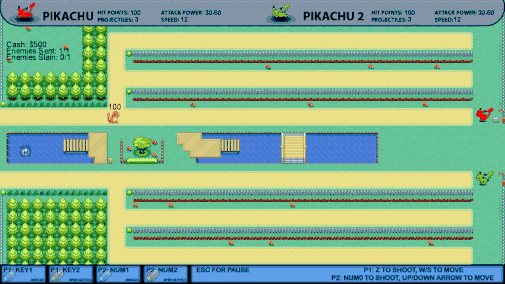 PIKACHU
HIT POINTS: 100
PROJECTILES: 3
ATTACK POWER: 30-60
SPEED: 12
PIKACHU 2
HIT POINTS: 100
PROJECTILES: 3
ATTACK POWER: 30-60
SPEED: 12
Cash: $500
Enemies Sent: 1
Enemies Slain: 0/1
100
P1: KEY1
P1: KEY2
P2: NUM1
P2: NUM2
ESC FOR PAUSE
P1: Z TO SHOOT, W/S TO MOVE
P2: NUM0 TO SHOOT, UP/DOWN ARROW TO MOVE